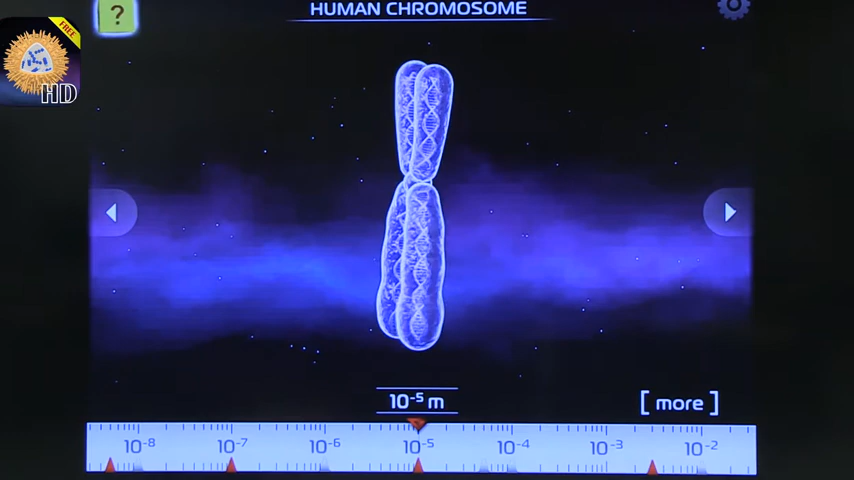 ?
HUMAN CHROMOSOME
FREE
HD
10⁻⁵ m
[ more ]
10⁻⁸ 10⁻⁷ 10⁻⁶ 10⁻⁵ 10⁻⁴ 10⁻³ 10⁻²